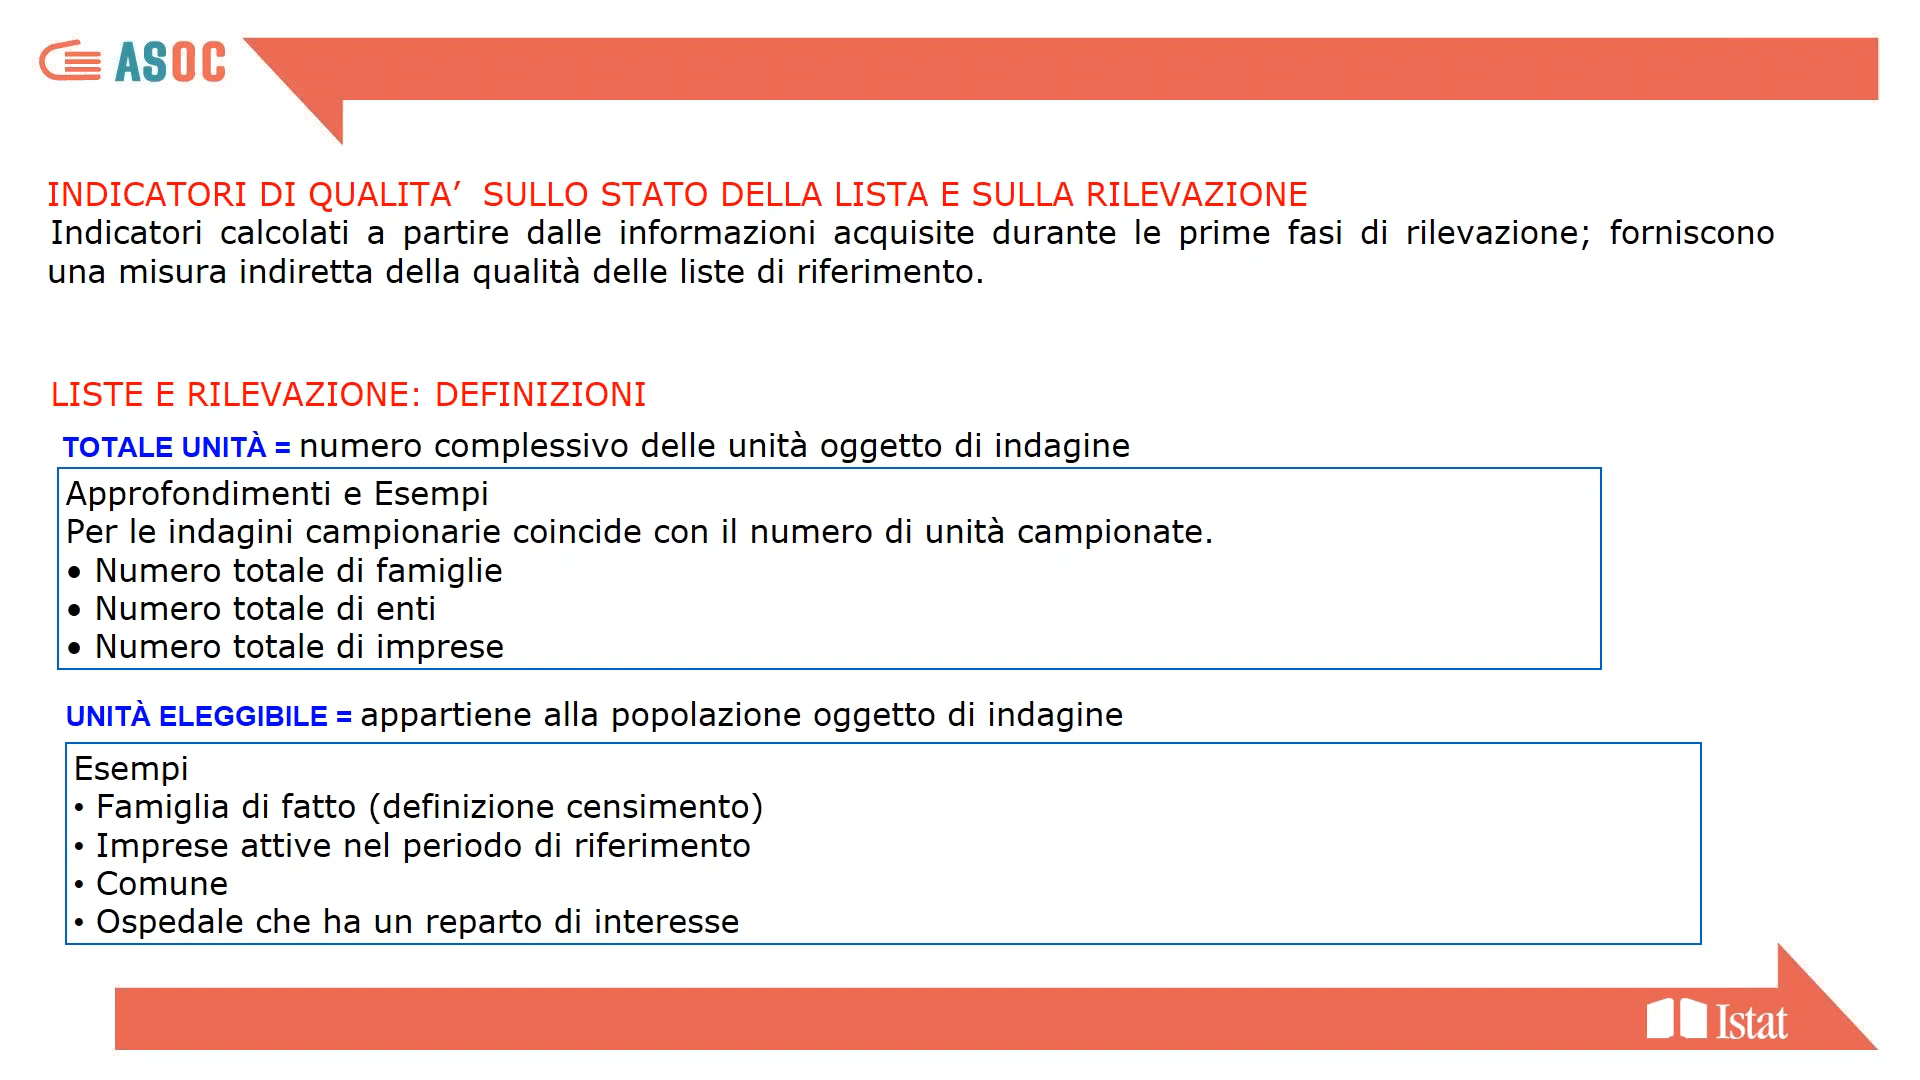 ASOC
INDICATORI DI QUALITA’ SULLO STATO DELLA LISTA E SULLA RILEVAZIONE
Indicatori calcolati a partire dalle informazioni acquisite durante le prime fasi di rilevazione; forniscono
una misura indiretta della qualità delle liste di riferimento.
LISTE E RILEVAZIONE: DEFINIZIONI
TOTALE UNITÀ = numero complessivo delle unità oggetto di indagine
Approfondimenti e Esempi
Per le indagini campionarie coincide con il numero di unità campionate.
• Numero totale di famiglie
• Numero totale di enti
• Numero totale di imprese
UNITÀ ELEGGIBILE = appartiene alla popolazione oggetto di indagine
Esempi
• Famiglia di fatto (definizione censimento)
• Imprese attive nel periodo di riferimento
• Comune
• Ospedale che ha un reparto di interesse
Istat